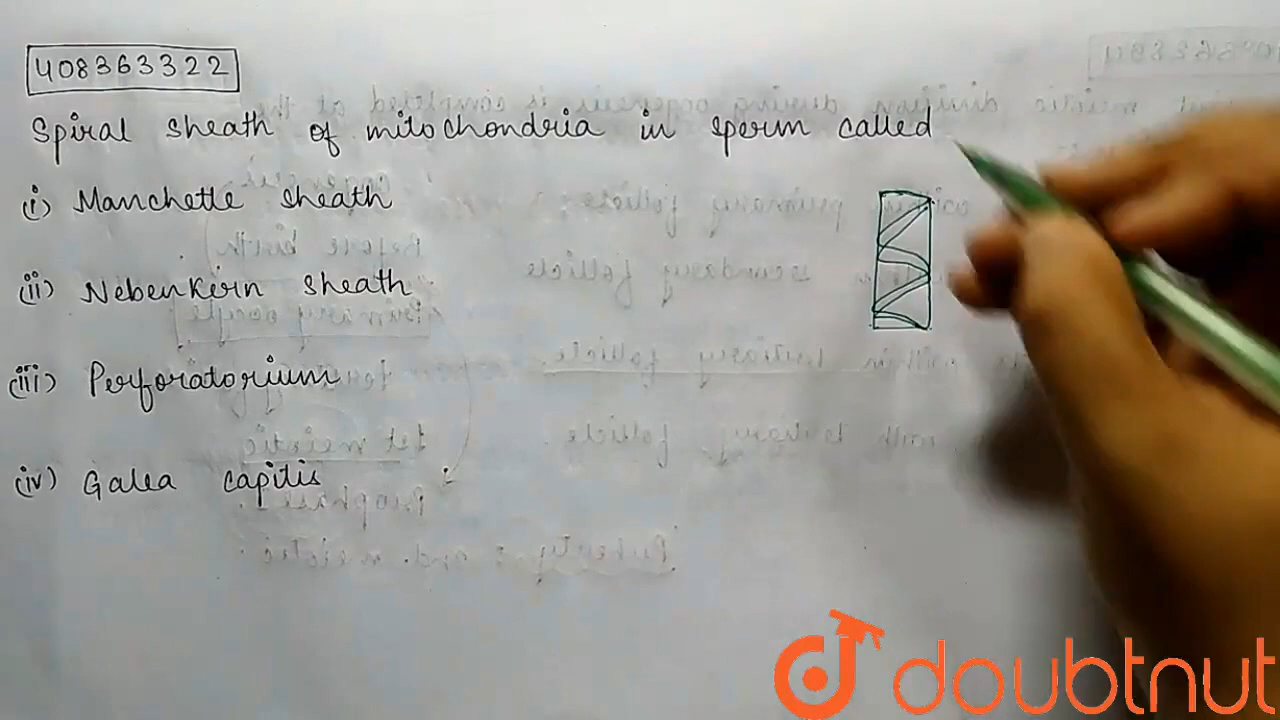 408363322
Spiral sheath of mitochondria in sperm called
(i) Manchette sheath
(ii) Nebenkern sheath
(iii) Perforatorium
(iv) Galea capitis
doubtnut